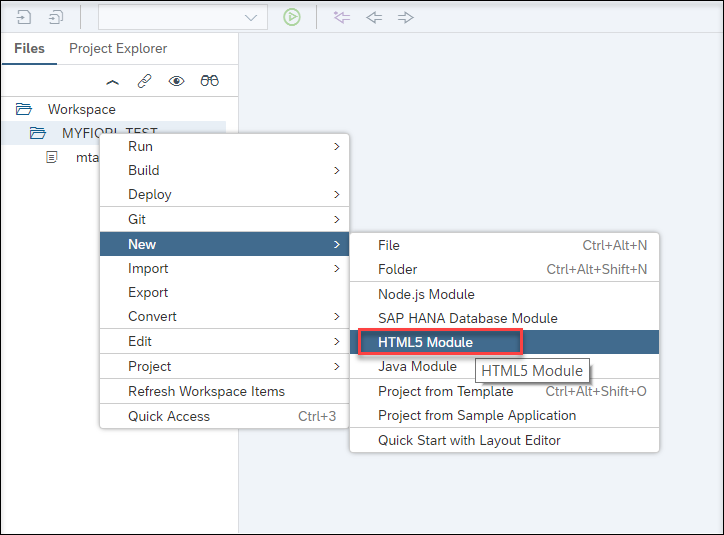 Files Project Explorer
Workspace
MYFIORI_TEST
mta
Run
Build
Deploy
Git
New
Import
Export
Convert
Edit
Project
Refresh Workspace Items
Quick Access Ctrl+3
File Ctrl+Alt+N
Folder Ctrl+Alt+Shift+N
Node.js Module
SAP HANA Database Module
HTML5 Module
Java Module
HTML5 Module
Project from Template Ctrl+Alt+Shift+O
Project from Sample Application
Quick Start with Layout Editor